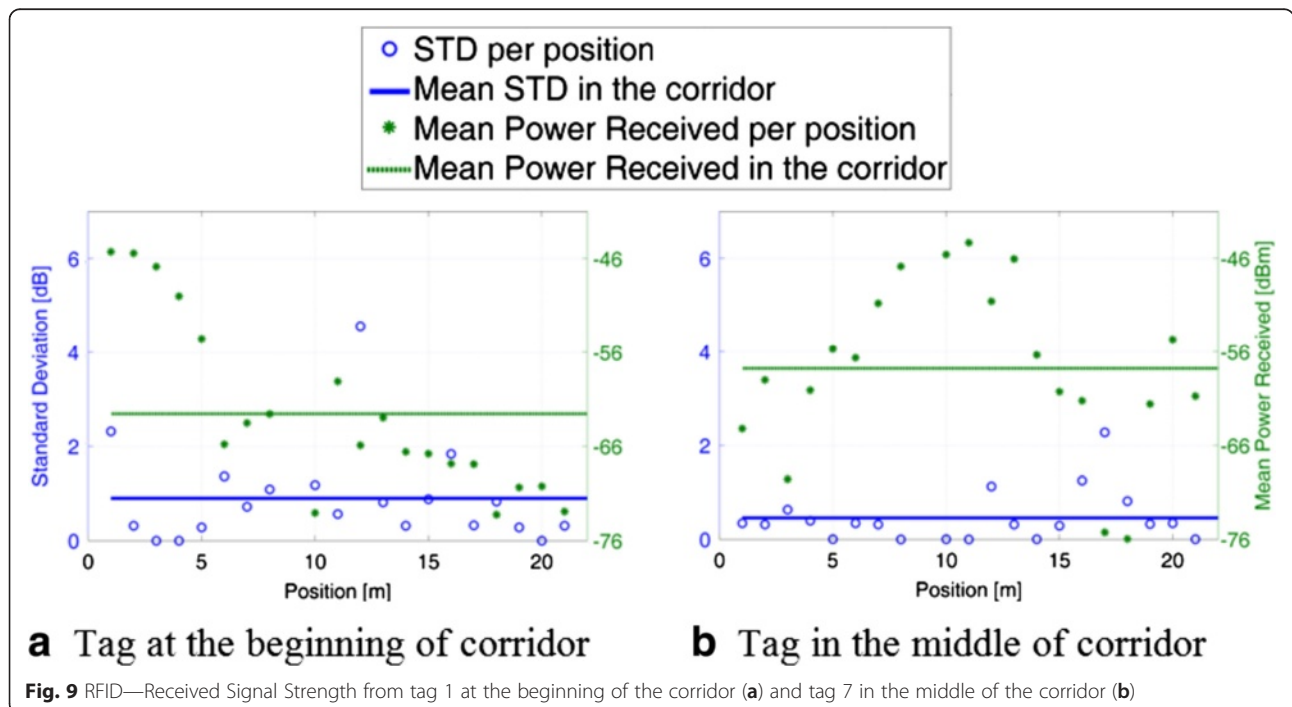 STD per position
Mean STD in the corridor
Mean Power Received per position
Mean Power Received in the corridor
Standard Deviation [dB]
6
4
2
0
-46
-56
-66
-76
0
5
10
15
20
Position [m]
6
4
2
0
-46
-56
-66
-76
Mean Power Received [dBm]
0
5
10
15
20
Position [m]
a Tag at the beginning of corridor
b Tag in the middle of corridor
Fig. 9 RFID—Received Signal Strength from tag 1 at the beginning of the corridor (a) and tag 7 in the middle of the corridor (b)